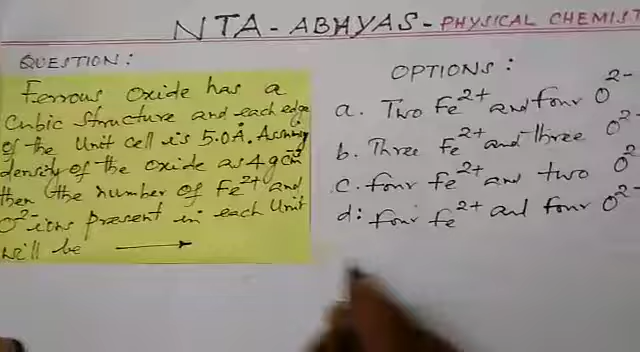 NTA - ABHYAS - PHYSICAL CHEMIST
QUESTION:
Ferrous Oxide has a
Cubic Structure and each edge
of the Unit Cell is 5.0Å. Assuming
density of the oxide as 4gcm⁻³
then the number of Fe²⁺ and
O²⁻ ions present in each Unit
will be →
OPTIONS:
a. Two Fe²⁺ and four O²⁻
b. Three Fe²⁺ and three O²⁻
c. four Fe²⁺ and two O²
d: four Fe²⁺ and four O²⁻